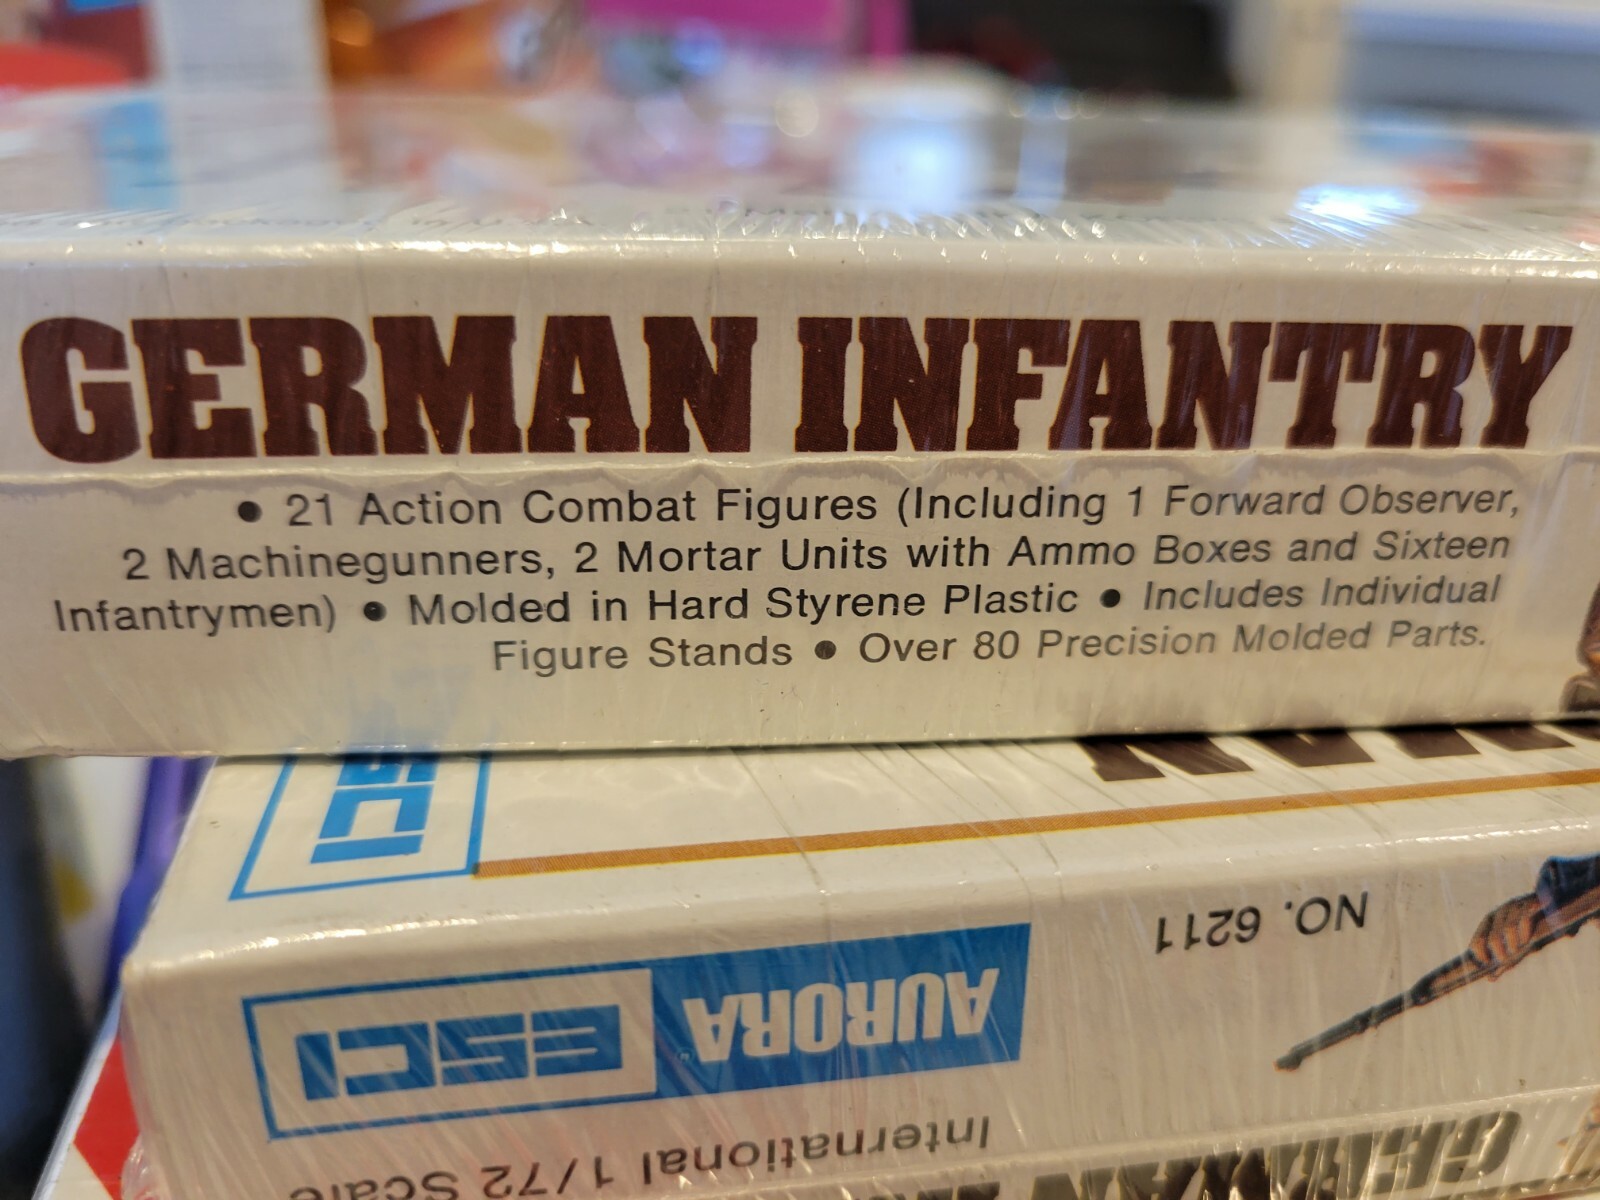 GERMAN INFANTRY
• 21 Action Combat Figures (Including 1 Forward Observer,
2 Machinegunners, 2 Mortar Units with Ammo Boxes and Sixteen
Infantrymen) • Molded in Hard Styrene Plastic • Includes Individual
Figure Stands • Over 80 Precision Molded Parts.
ESCI
NO. 6211
AURORA ESCI
International 1/72 Scale
GERMAN